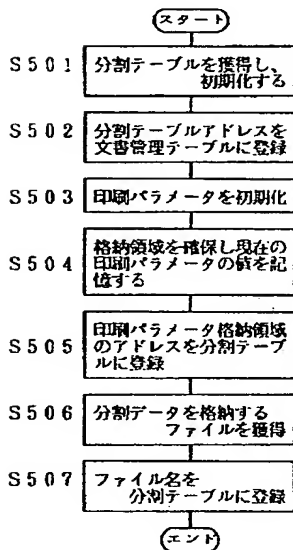 スタート
S501 分割テーブルを獲得し、
初期化する
S502 分割テーブルアドレスを
文書管理テーブルに登録
S503 印刷パラメータを初期化
S504 格納領域を確保し現在の
印刷パラメータの値を記
憶する
S505 印刷パラメータ格納領域
のアドレスを分割テーブ
ルに登録
S506 分割データを格納する
ファイルを獲得
S507 ファイル名を
分割テーブルに登録
エンド